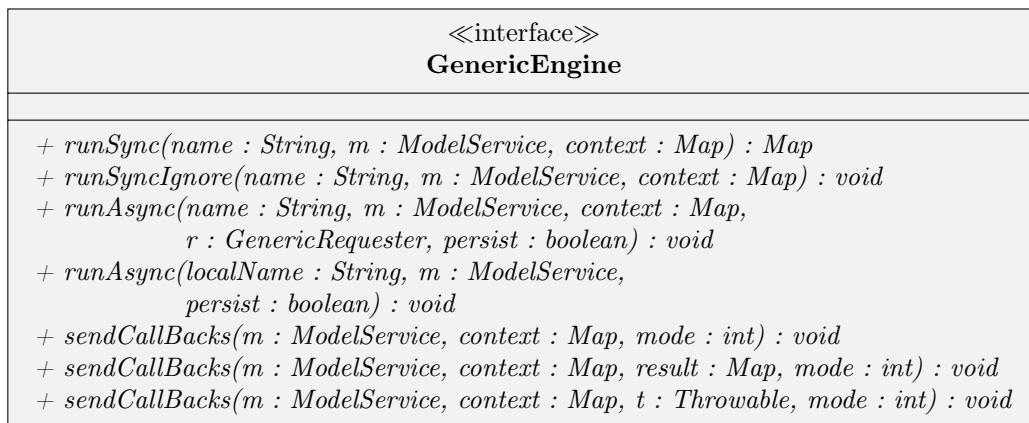 ≪interface≫
GenericEngine
+ runSync(name : String, m : ModelService, context : Map) : Map
+ runSyncIgnore(name : String, m : ModelService, context : Map) : void
+ runAsync(name : String, m : ModelService, context : Map,
r : GenericRequester, persist : boolean) : void
+ runAsync(localName : String, m : ModelService,
persist : boolean) : void
+ sendCallBacks(m : ModelService, context : Map, mode : int) : void
+ sendCallBacks(m : ModelService, context : Map, result : Map, mode : int) : void
+ sendCallBacks(m : ModelService, context : Map, t : Throwable, mode : int) : void